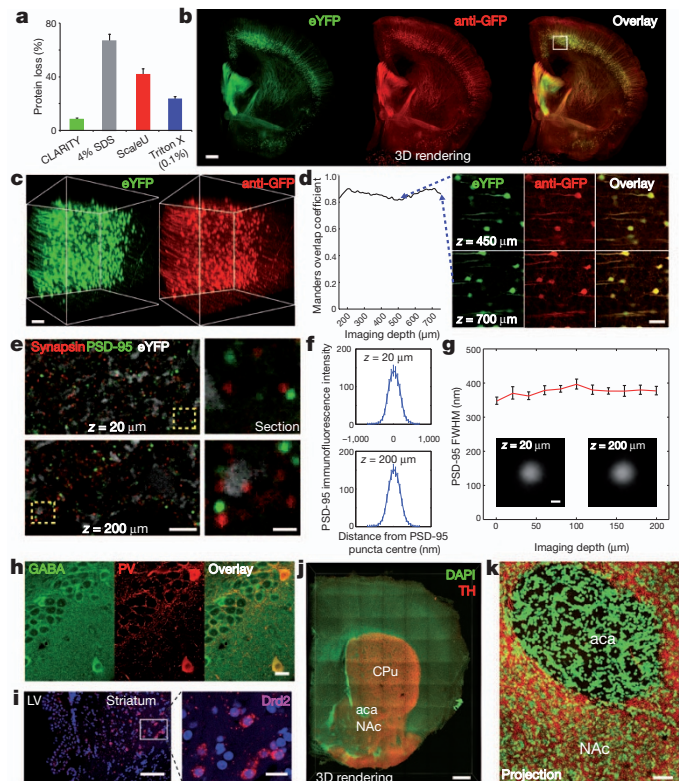 a
Protein loss (%)
80
40
0
CLARITY
4% SDS
ScaleU
Triton X
(0.1%)
b
eYFP
anti-GFP
Overlay
3D rendering
c
eYFP
anti-GFP
d
Manders overlap coefficient
1.0
0.8
0.6
0.4
0.2
0
200
300
400
500
600
700
Imaging depth (μm)
eYFP
anti-GFP
Overlay
z = 450 μm
z = 700 μm
e
Synapsin PSD-95 eYFP
z = 20 μm
Section
z = 200 μm
f
PSD-95 immunofluorescence intensity
200
100
0
z = 20 μm
−1,000
0
1,000
200
100
0
z = 200 μm
Distance from PSD-95
puncta centre (nm)
g
PSD-95 FWHM (nm)
500
400
300
200
100
0
z = 20 μm
z = 200 μm
0
50
100
150
200
Imaging depth (μm)
h
GABA
PV
Overlay
i
LV
Striatum
Drd2
j
DAPI
TH
CPu
aca
NAc
3D rendering
k
aca
NAc
Projection